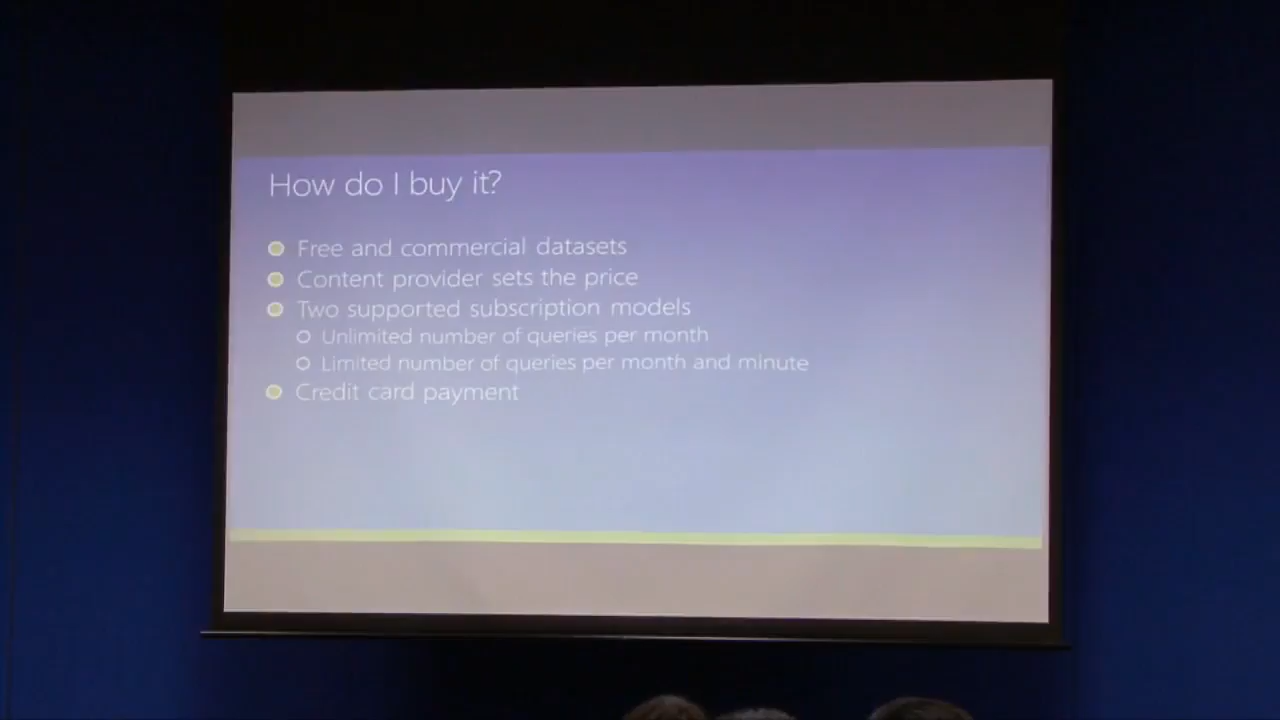 How do I buy it?
Free and commercial datasets
Content provider sets the price
Two supported subscription models
Unlimited number of queries per month
Limited number of queries per month and minute
Credit card payment